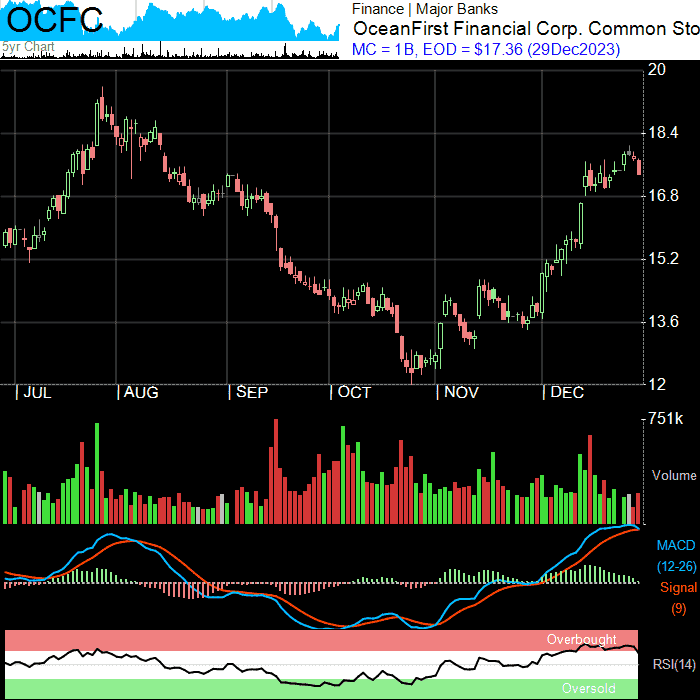 OCFC
5yr Chart
Finance | Major Banks
OceanFirst Financial Corp. Common Sto
MC = 1B, EOD = $17.36 (29Dec2023)
20
18.4
16.8
15.2
13.6
12
JUL AUG SEP OCT NOV DEC
751k
Volume
MACD
(12-26)
Signal
(9)
Overbought
RSI(14)
Oversold